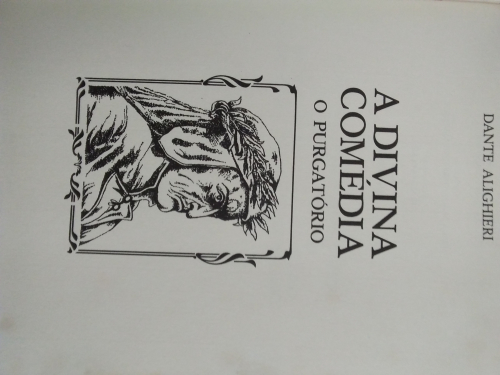 DANTE ALIGHIERI
A DIVINA
COMÉDIA
O PURGATÓRIO